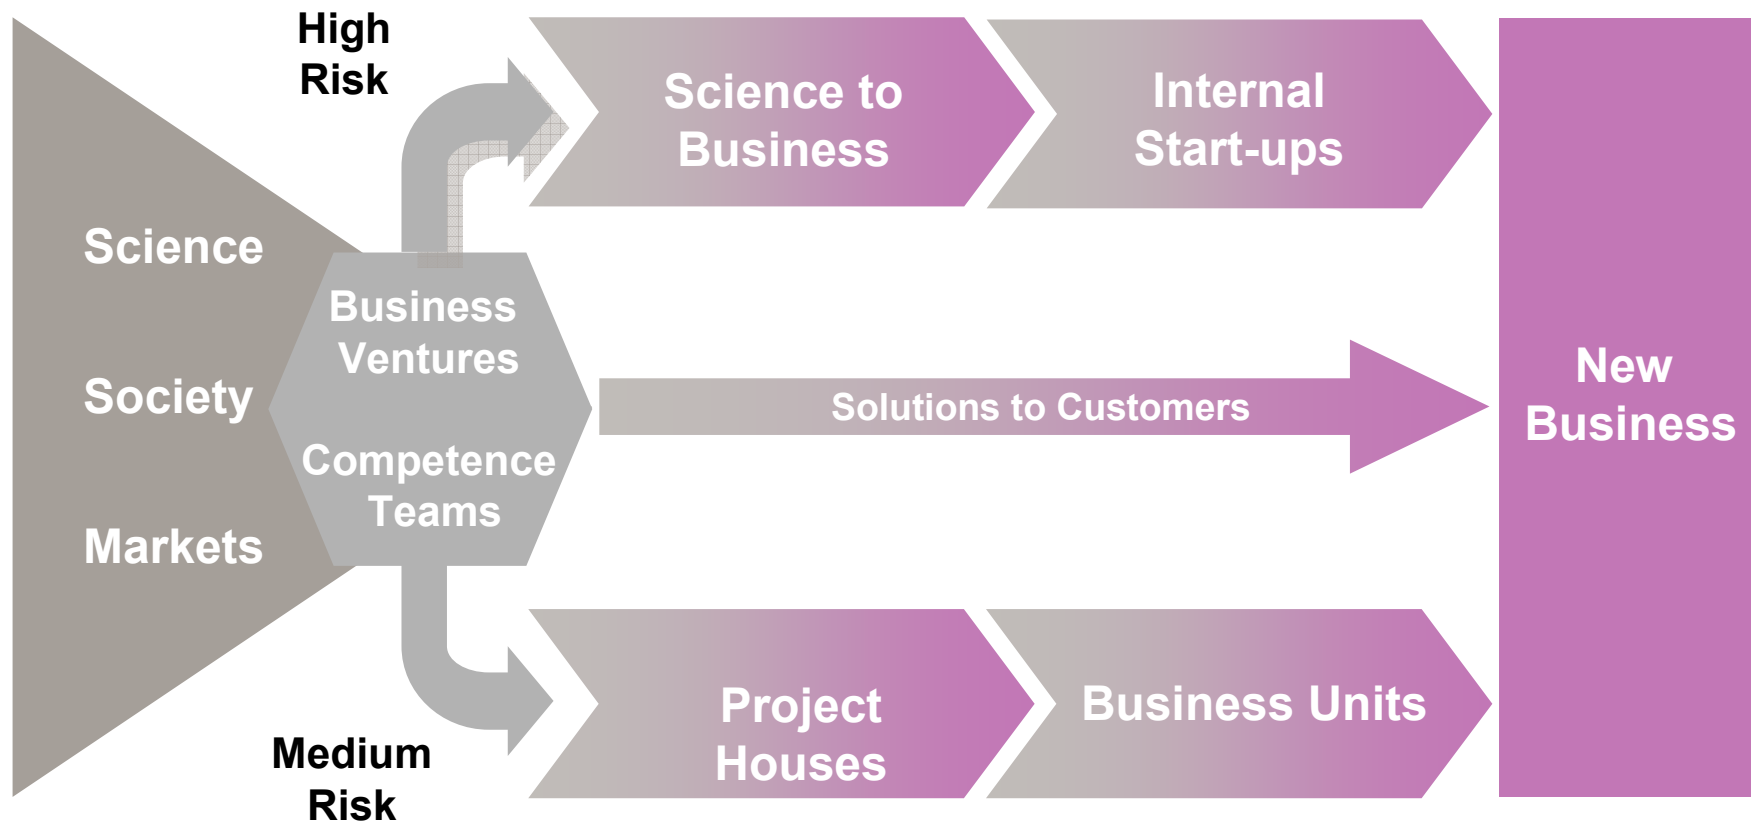 High
Risk
Science to
Business
Internal
Start-ups
Science
Society
Markets
Business
Ventures
Competence
Teams
Solutions to Customers
New
Business
Medium
Risk
Project
Houses
Business Units